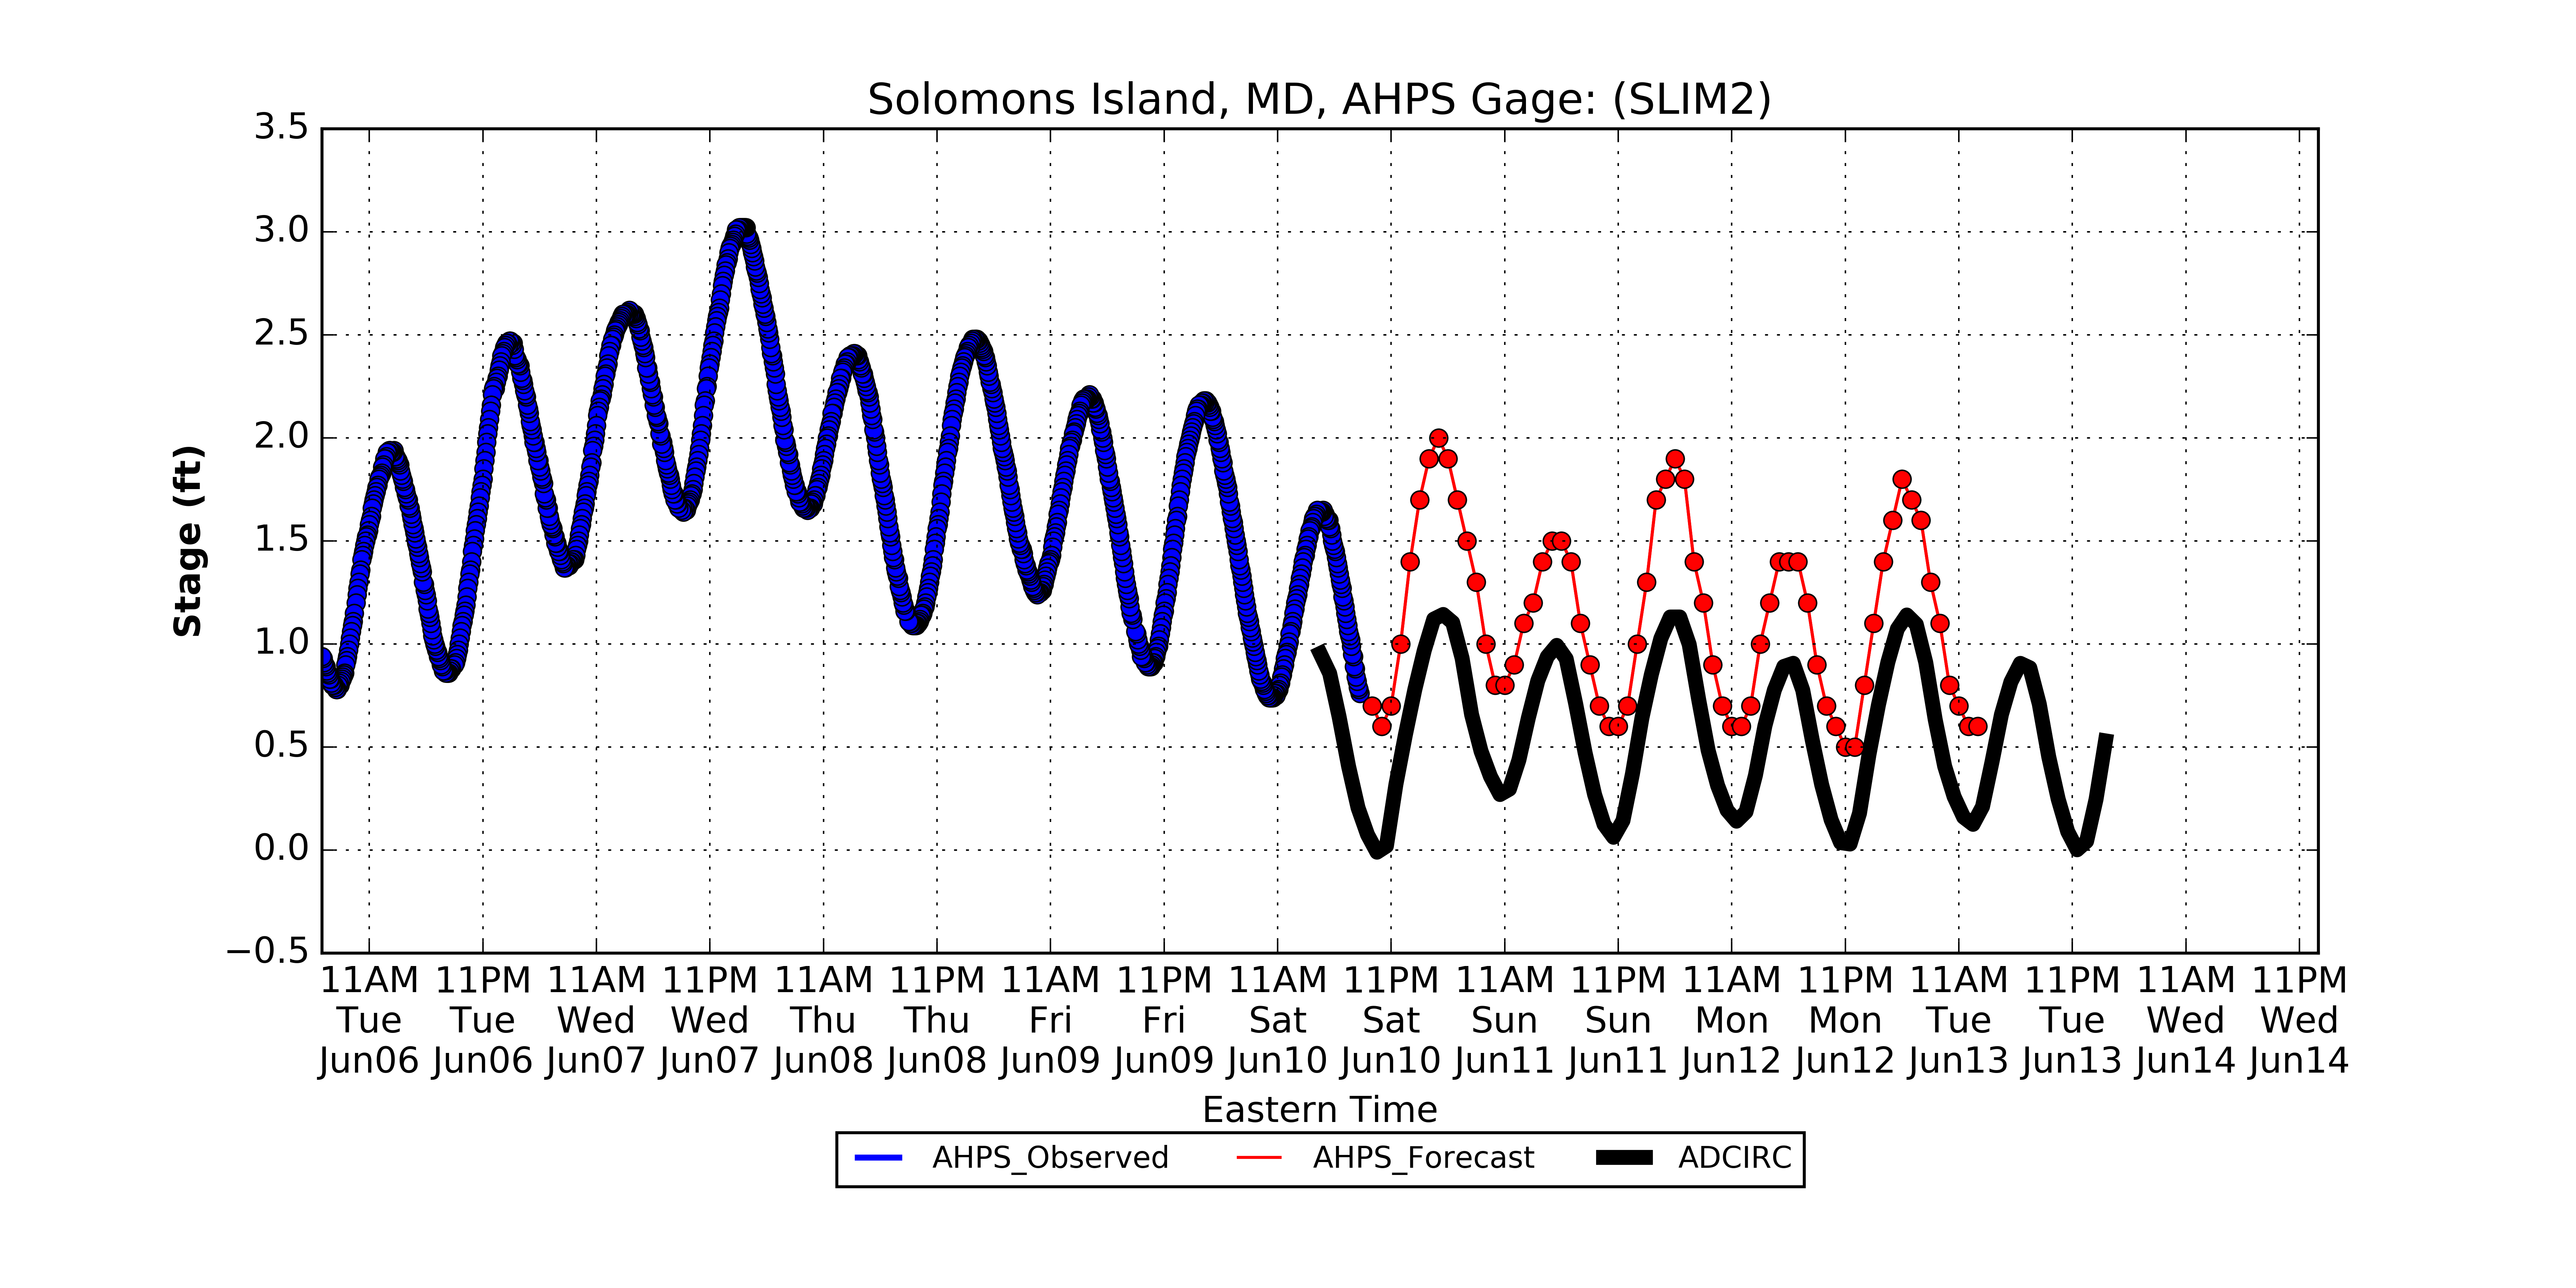 Solomons Island, MD, AHPS Gage: (SLIM2)
3.5
3.0
2.5
2.0
1.5
1.0
0.5
0.0
−0.5
Stage (ft)
11AM 11PM 11AM 11PM 11AM 11PM 11AM 11PM 11AM 11PM 11AM 11PM 11AM 11PM 11AM 11PM 11AM 11PM
Tue Tue Wed Wed Thu Thu Fri Fri Sat Sat Sun Sun Mon Mon Tue Tue Wed Wed
Jun06 Jun06 Jun07 Jun07 Jun08 Jun08 Jun09 Jun09 Jun10 Jun10 Jun11 Jun11 Jun12 Jun12 Jun13 Jun13 Jun14 Jun14
Eastern Time
AHPS_Observed AHPS_Forecast ADCIRC